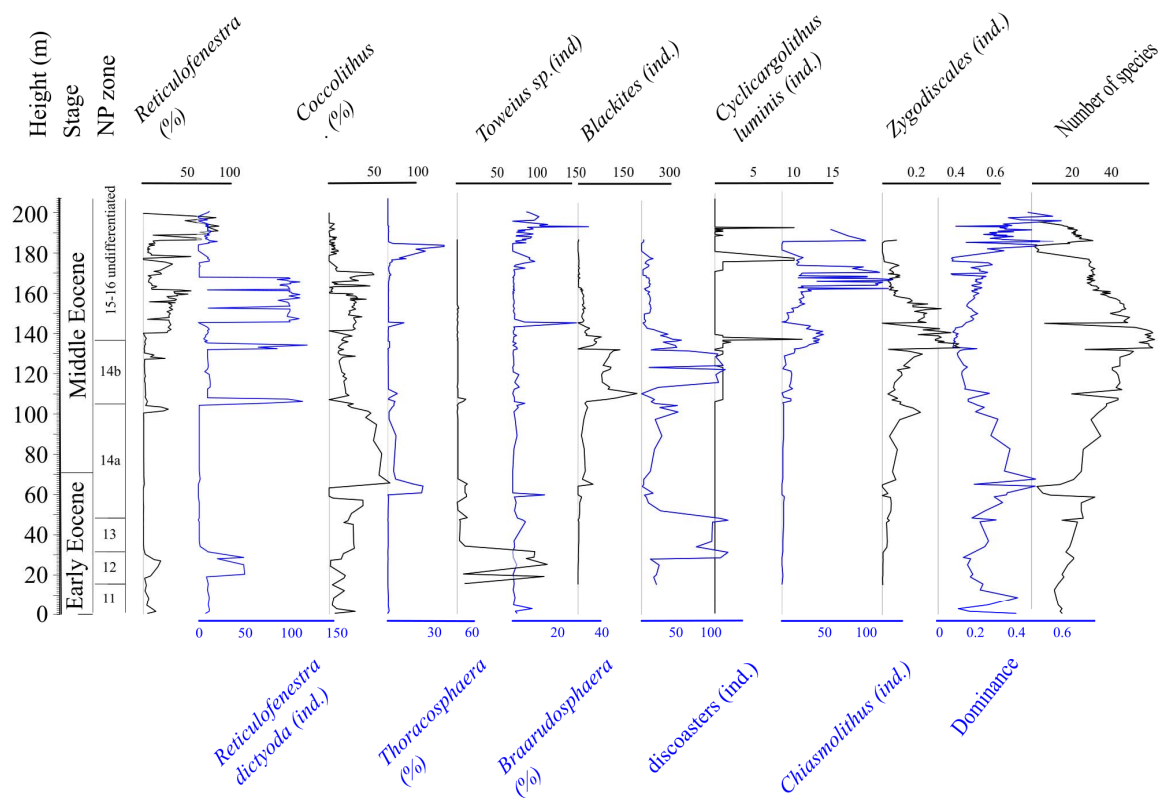 Height (m)
Stage
NP zone
Reticulofenestra
(%)
Coccolithus
. (%)
Toweius sp.(ind)
Blackites (ind.)
Cyclicargolithus
luminis (ind.)
Zygodiscales (ind.)
Number of species
50 100
50 100
50 100 150
150 300
5 10 15
0.2 0.4 0.6
20 40
200
180
160
140
120
100
80
60
40
20
0
Middle Eocene
Early Eocene
15-16 undifferentiated
14b
14a
13
12
11
0 50 100 150
30 60
20 40
50 100
50 100
0 0.2 0.4 0.6
Reticulofenestra
dictyoda (ind.)
Thoracosphaera
(%)
Braarudosphaera
(%)
discoasters (ind.)
Chiasmolithus (ind.)
Dominance